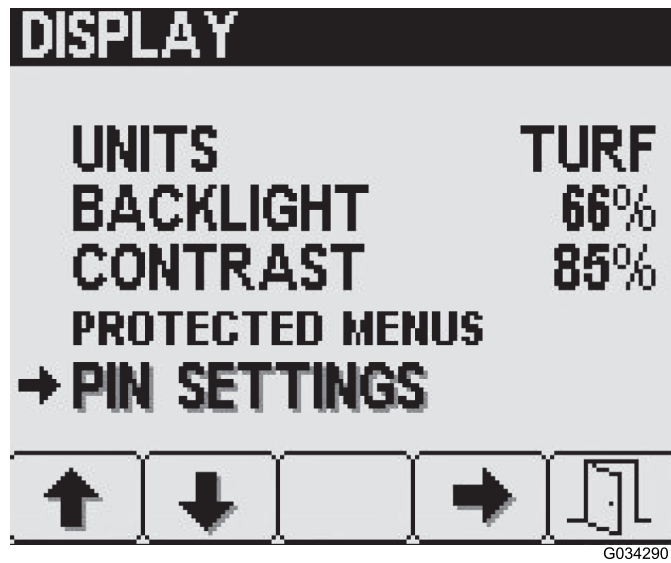 DISPLAY
UNITS TURF
BACKLIGHT 66%
CONTRAST 85%
PROTECTED MENUS
PIN SETTINGS
G034290